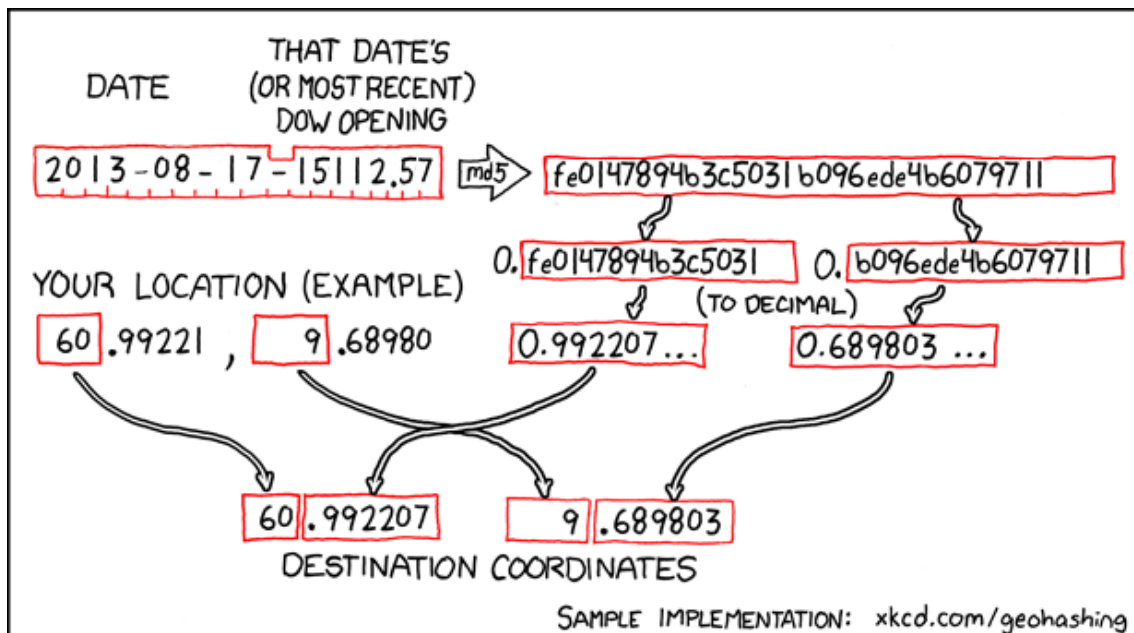 DATE
THAT DATE'S
(OR MOST RECENT)
DOW OPENING
2013-08-17-15112.57
md5
fe0147894b3c5031b096ede4b6079711
0.fe0147894b3c5031
0.b096ede4b6079711
(TO DECIMAL)
YOUR LOCATION (EXAMPLE)
60.99221, 9.68980
0.992207...
0.689803...
60.992207
9.689803
DESTINATION COORDINATES
SAMPLE IMPLEMENTATION: xkcd.com/geohashing